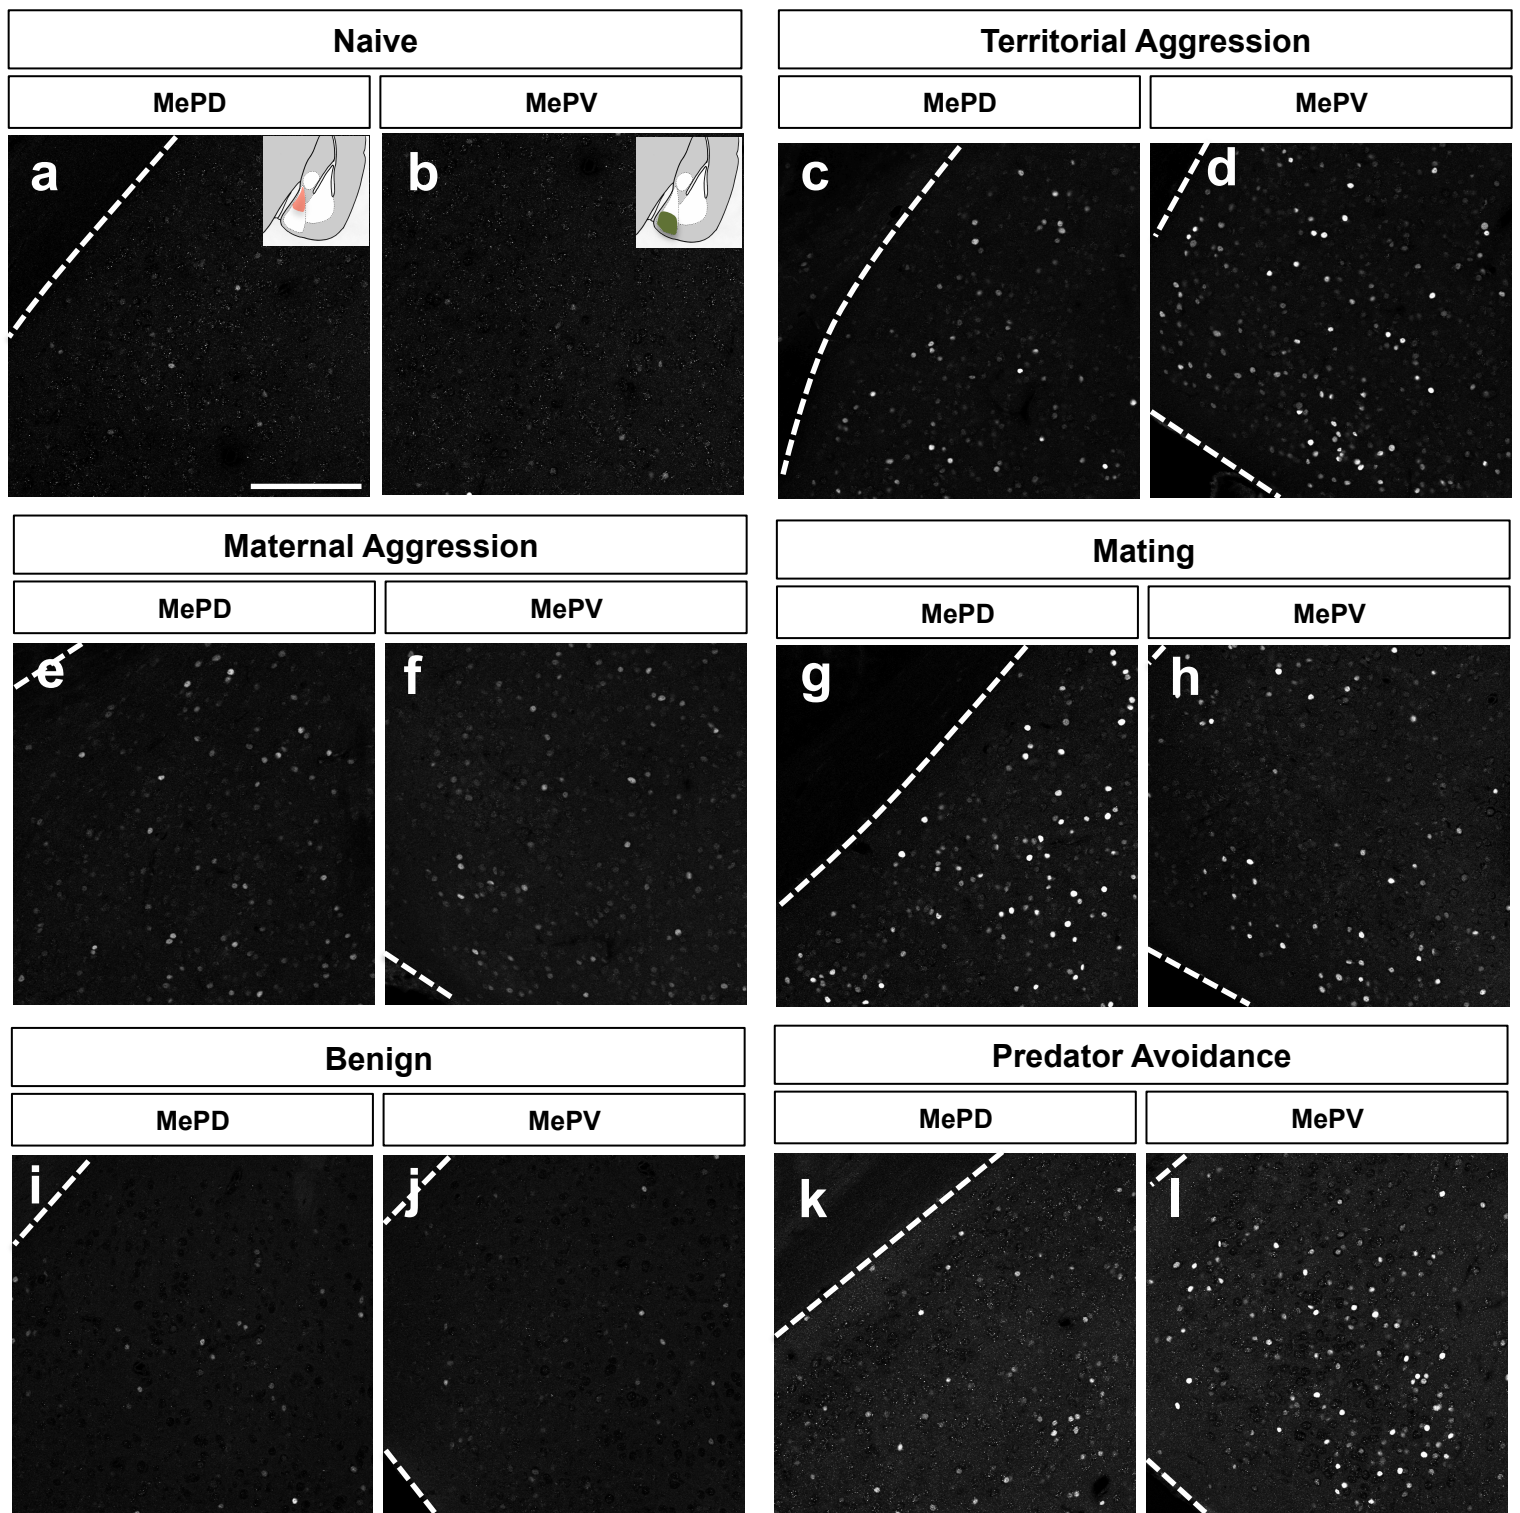 Naive
Territorial Aggression
MePD
MePV
MePD
MePV
a
b
c
d
Maternal Aggression
Mating
MePD
MePV
MePD
MePV
e
f
g
h
Benign
Predator Avoidance
MePD
MePV
MePD
MePV
i
j
k
l